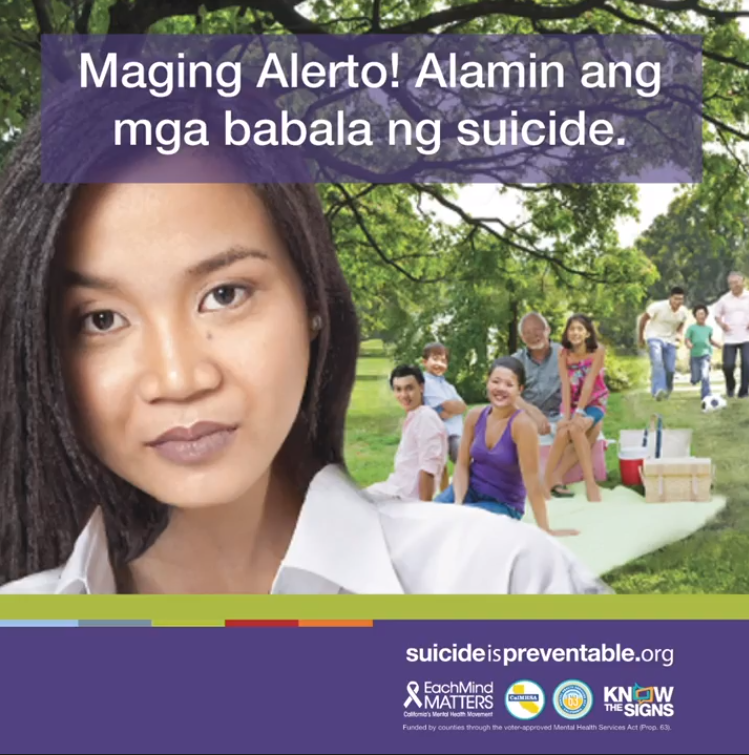 Maging Alerto! Alamin ang
mga babala ng suicide.
suicideispreventable.org
EachMind
MATTERS
California's Mental Health Movement
CalMHSA
63
KNOW
THE SIGNS
Funded by counties through the voter-approved Mental Health Services Act (Prop. 63).